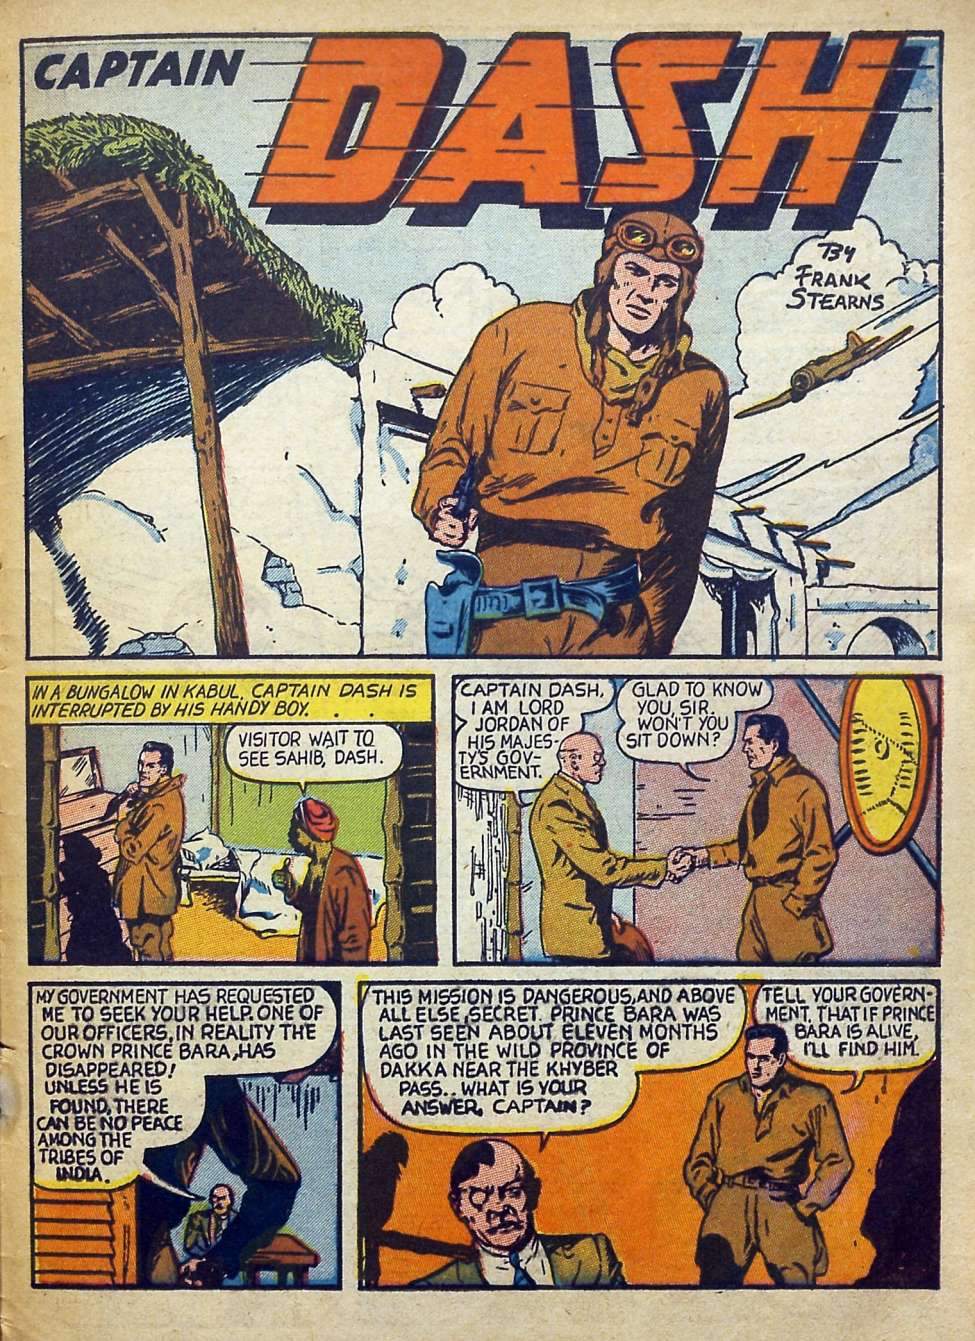 CAPTAIN
DASH
By
FRANK
STEARNS
IN A BUNGALOW IN KABUL, CAPTAIN DASH IS
INTERRUPTED BY HIS HANDY BOY. . .
VISITOR WAIT TO
SEE SAHIB, DASH.
CAPTAIN DASH,
I AM LORD
JORDAN OF
HIS MAJES-
TY'S GOV-
ERNMENT.
GLAD TO KNOW
YOU, SIR.
WON'T YOU
SIT DOWN?
MY GOVERNMENT HAS REQUESTED
ME TO SEEK YOUR HELP. ONE OF
OUR OFFICERS, IN REALITY THE
CROWN PRINCE BARA, HAS
DISAPPEARED!
UNLESS HE IS
FOUND, THERE
CAN BE NO PEACE
AMONG THE
TRIBES OF
INDIA.
THIS MISSION IS DANGEROUS, AND ABOVE
ALL ELSE, SECRET. PRINCE BARA WAS
LAST SEEN ABOUT ELEVEN MONTHS
AGO IN THE WILD PROVINCE OF
DAKKA NEAR THE KHYBER
PASS... WHAT IS YOUR
ANSWER, CAPTAIN?
TELL YOUR GOVERN-
MENT, THAT IF PRINCE
BARA IS ALIVE,
I'LL FIND HIM.